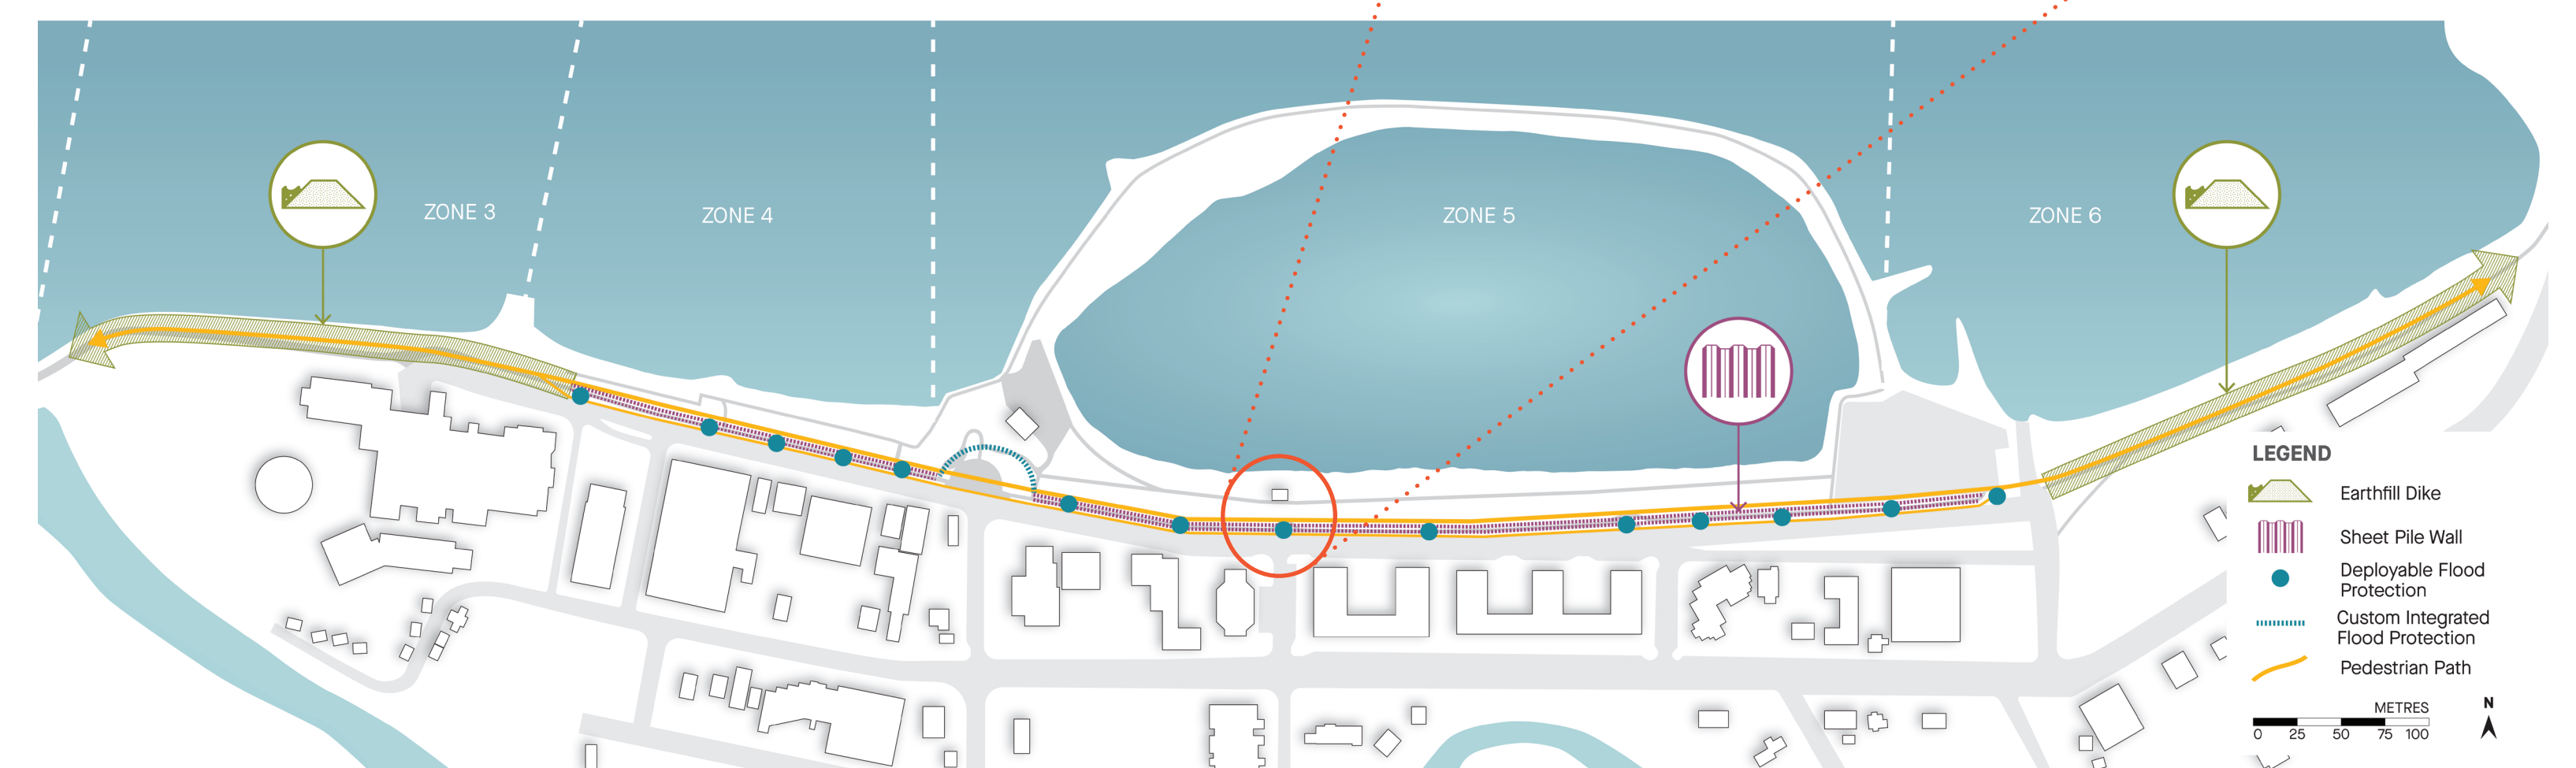 ZONE 3
ZONE 4
ZONE 5
ZONE 6
LEGEND
Earthfill Dike
Sheet Pile Wall
Deployable Flood
Protection
Custom Integrated
Flood Protection
Pedestrian Path
METRES
0 25 50 75 100
N